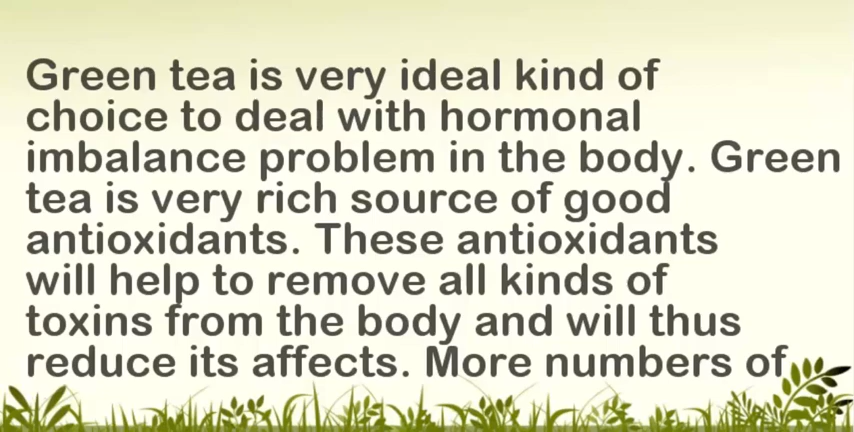 Green tea is very ideal kind of
choice to deal with hormonal
imbalance problem in the body. Green
tea is very rich source of good
antioxidants. These antioxidants
will help to remove all kinds of
toxins from the body and will thus
reduce its affects. More numbers of